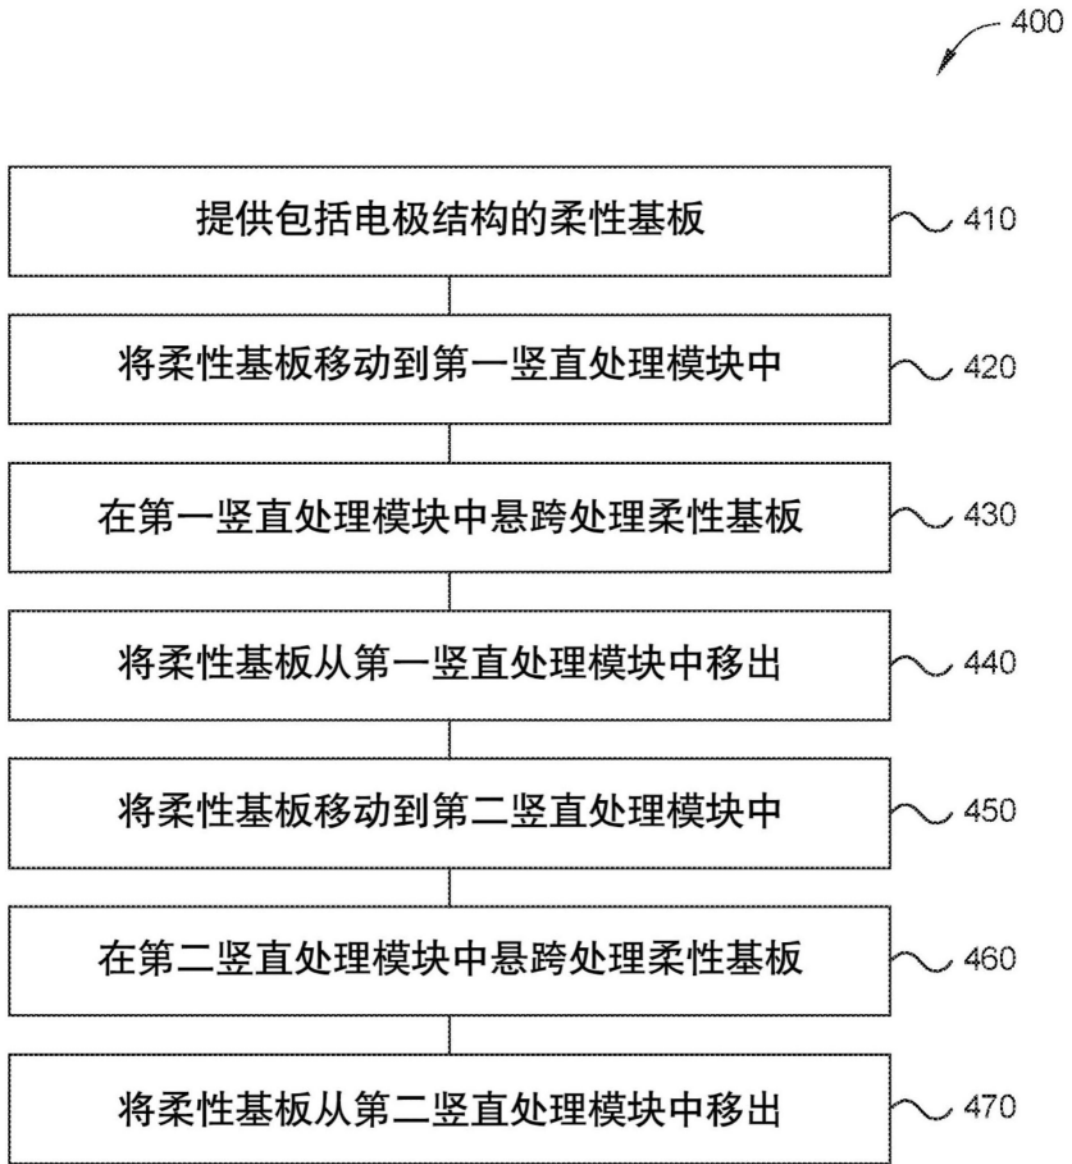 400
提供包括电极结构的柔性基板 410
将柔性基板移动到第一竖直处理模块中 420
在第一竖直处理模块中悬跨处理柔性基板 430
将柔性基板从第一竖直处理模块中移出 440
将柔性基板移动到第二竖直处理模块中 450
在第二竖直处理模块中悬跨处理柔性基板 460
将柔性基板从第二竖直处理模块中移出 470